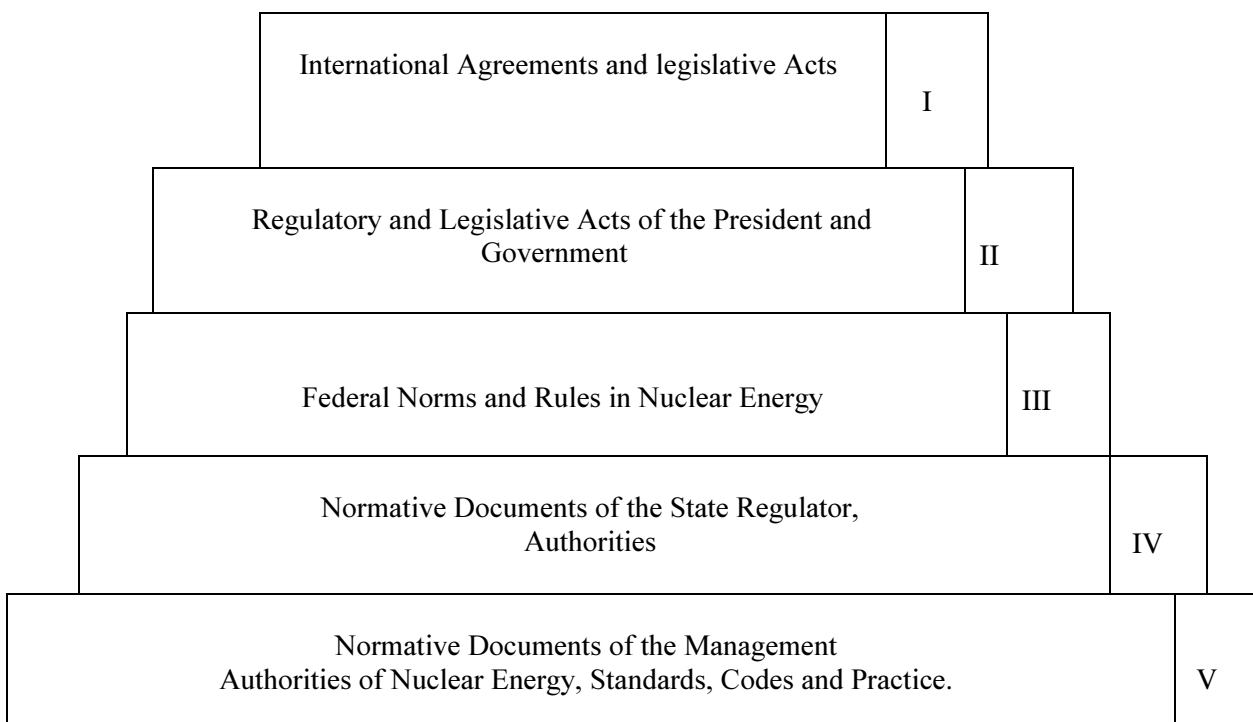 International Agreements and legislative Acts
I
Regulatory and Legislative Acts of the President and
Government
II
Federal Norms and Rules in Nuclear Energy
III
Normative Documents of the State Regulator,
Authorities
IV
Normative Documents of the Management
Authorities of Nuclear Energy, Standards, Codes and Practice.
V